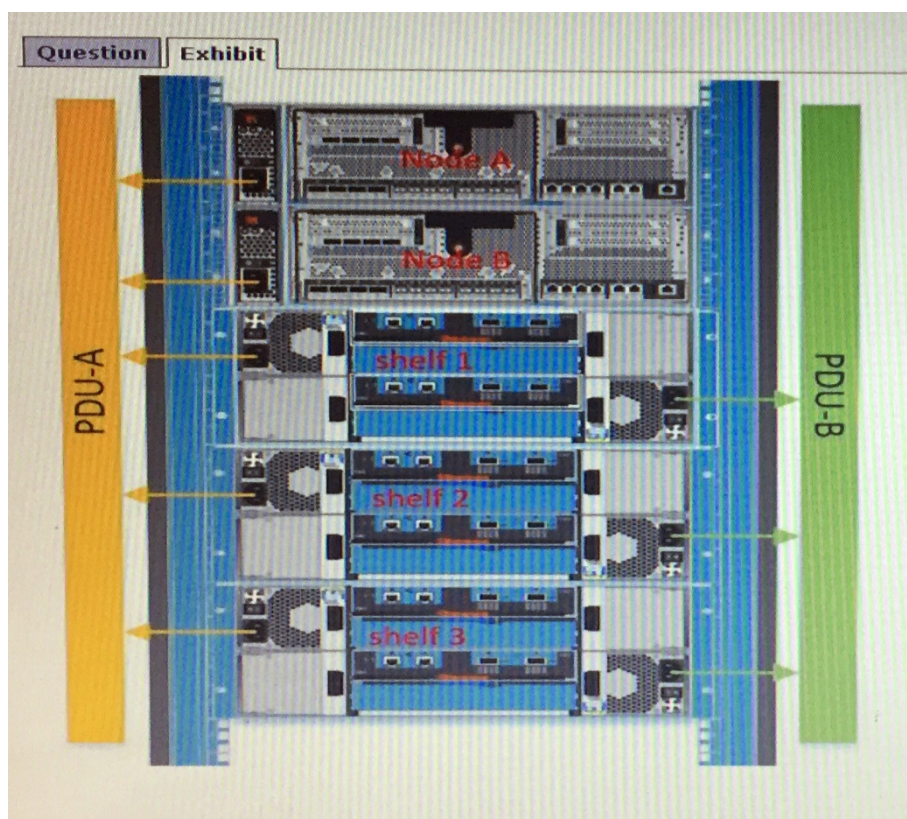 Question
Exhibit
Node A
Node B
PDU-A
shelf 1
PDU-B
shelf 2
shelf 3